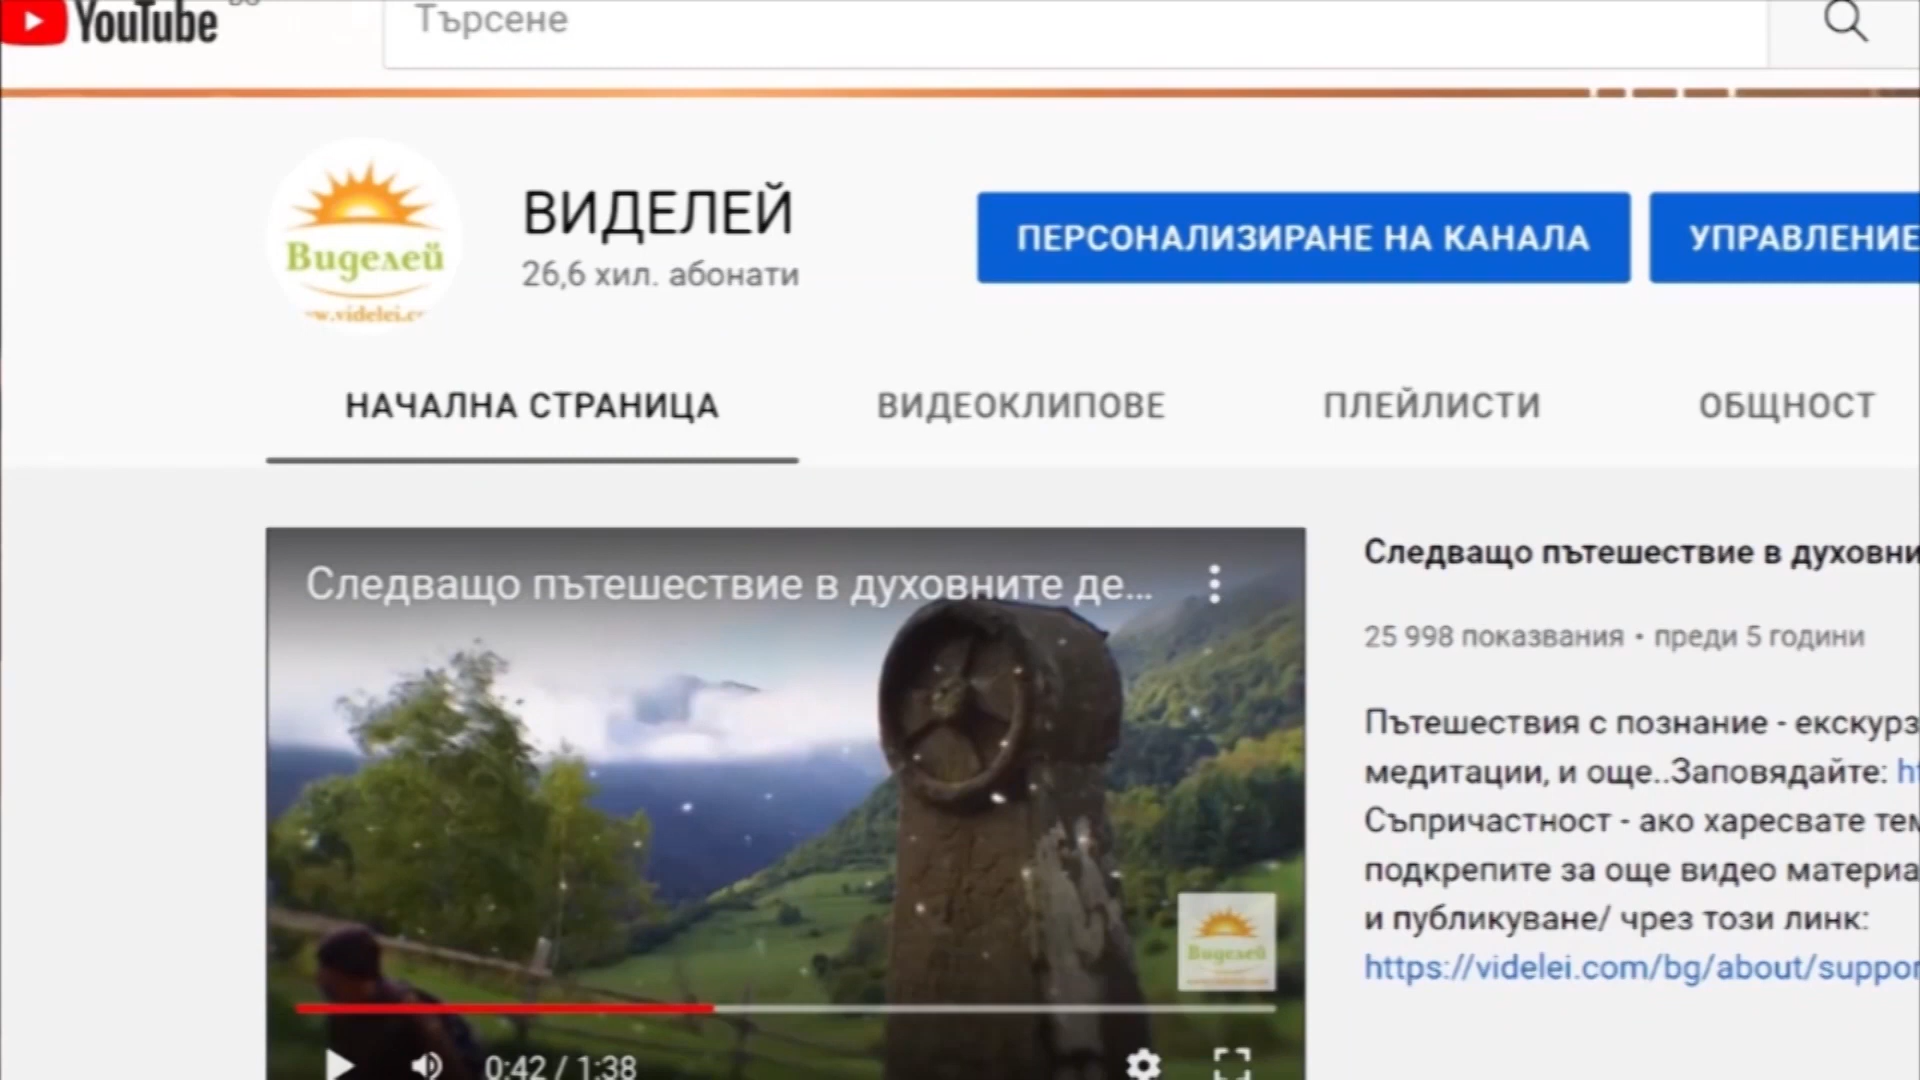 YouTube
Търсене
Виделей
ВИДЕЛЕЙ
26,6 хил. абонати
ПЕРСОНАЛИЗИРАНЕ НА КАНАЛА
УПРАВЛЕНИЕ
НАЧАЛНА СТРАНИЦА
ВИДЕОКЛИПОВЕ
ПЛЕЙЛИСТИ
ОБЩНОСТ
Следващо пътешествие в духовните де...
Виделей
0:42 / 1:38
Следващо пътешествие в духовни
25 998 показвания • преди 5 години
Пътешествия с познание - екскурз
медитации, и още..Заповядайте:
Съпричастност - ако харесвате
подкрепите за още видео материа
и публикуване/ чрез този линк:
https://videlei.com/bg/about/suppor